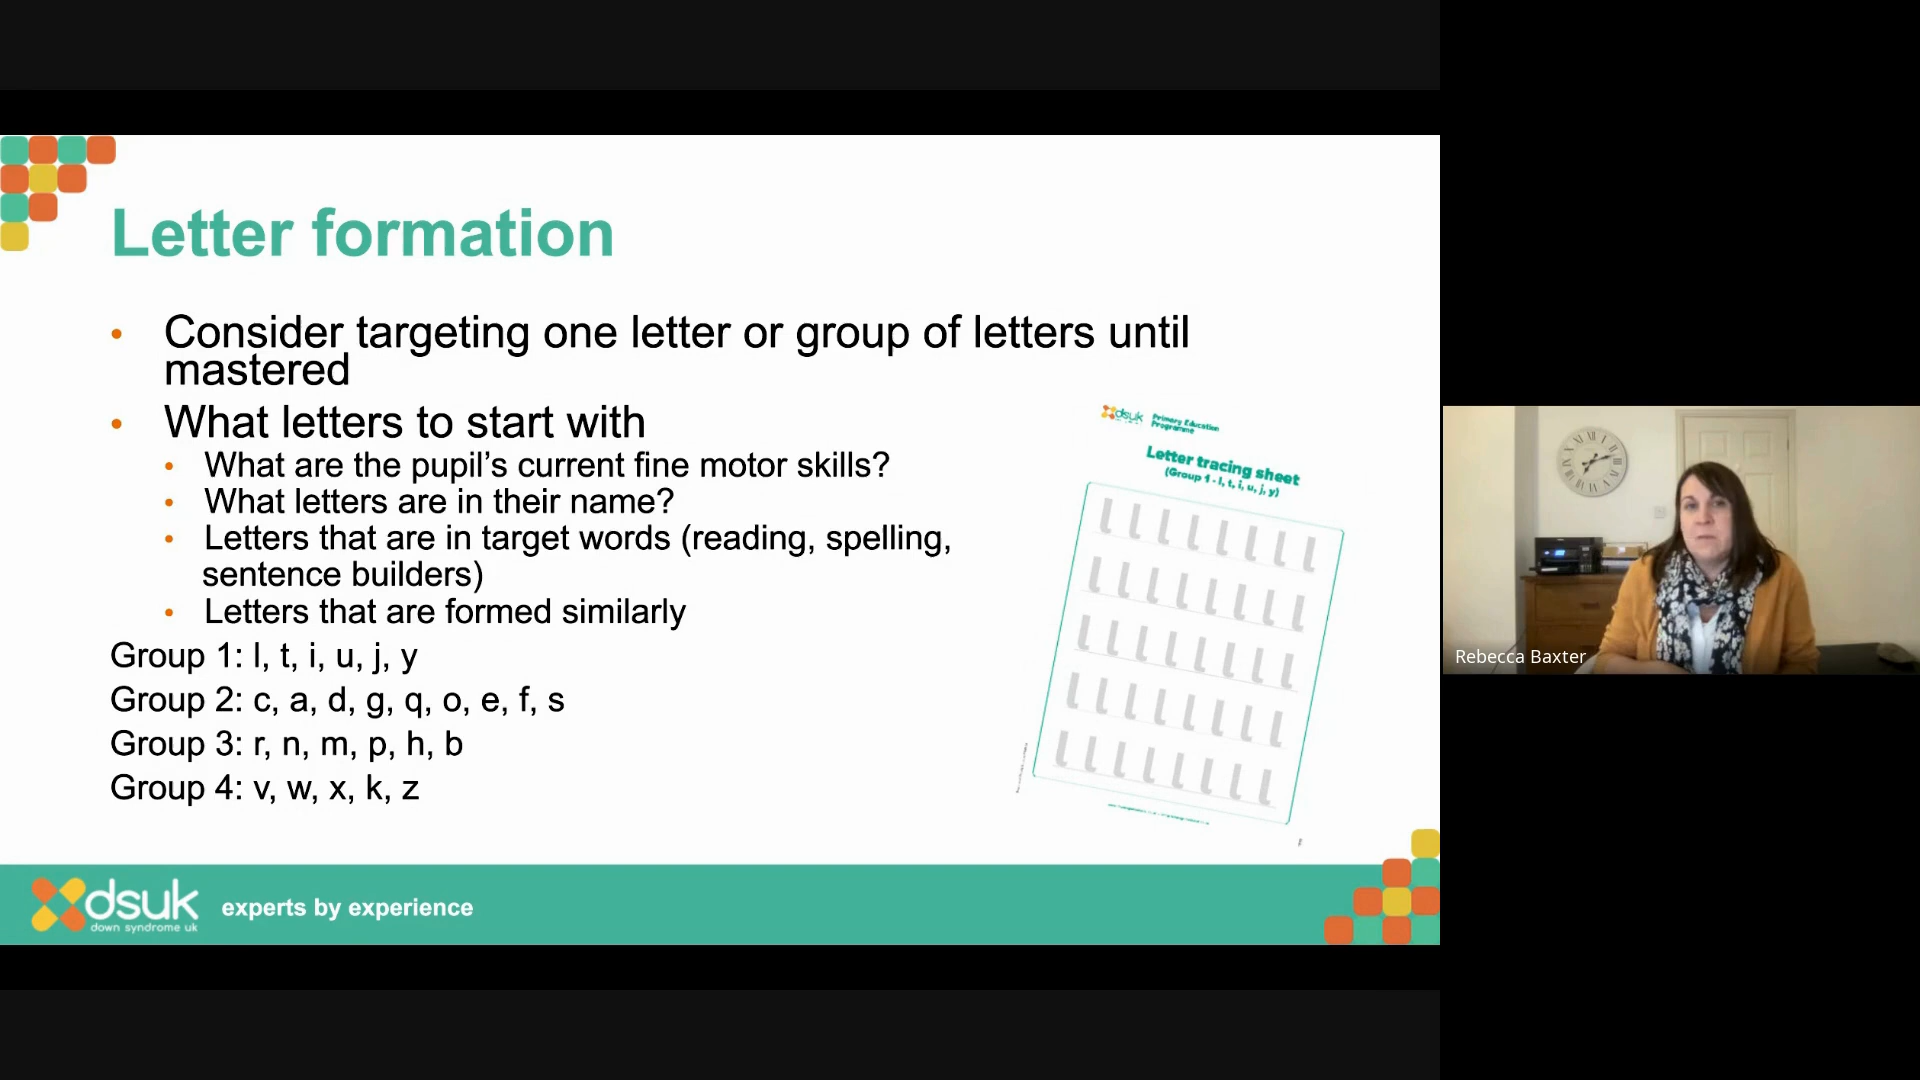 Letter formation
• Consider targeting one letter or group of letters until
mastered
• What letters to start with
• What are the pupil’s current fine motor skills?
• What letters are in their name?
• Letters that are in target words (reading, spelling,
sentence builders)
• Letters that are formed similarly
Group 1: l, t, i, u, j, y
Group 2: c, a, d, g, q, o, e, f, s
Group 3: r, n, m, p, h, b
Group 4: v, w, x, k, z
dsuk Primary Education
Programme
Letter tracing sheet
(Group 1 - l, t, i, u, j, y)
l l l l l l l l
l l l l l l l l
l l l l l l l l
l l l l l l l l
l l l l l l l l
dsuk
down syndrome uk
experts by experience
Rebecca Baxter